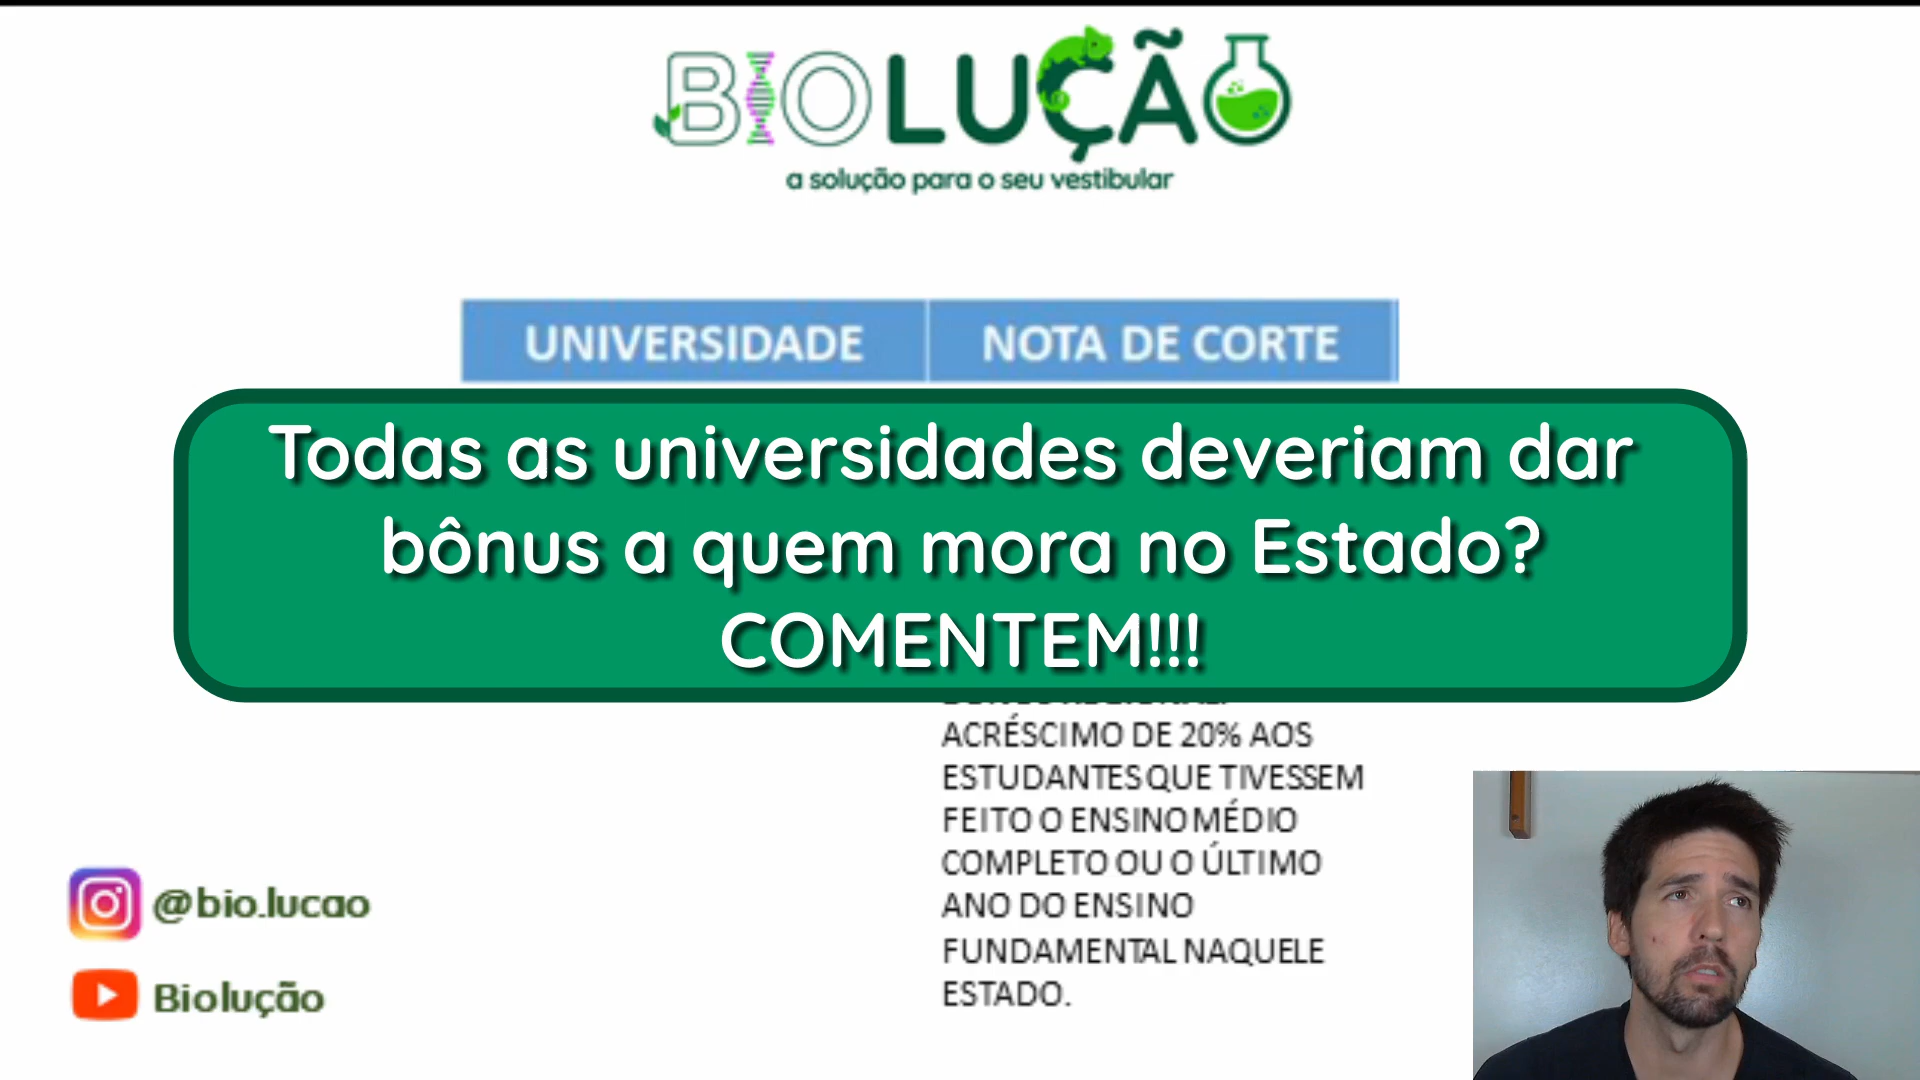 BIOLUÇÃO
a solução para o seu vestibular
UNIVERSIDADE NOTA DE CORTE
Todas as universidades deveriam dar
bônus a quem mora no Estado?
COMENTEM!!!
ACRÉSCIMO DE 20% AOS
ESTUDANTES QUE TIVESSEM
FEITO O ENSINO MÉDIO
COMPLETO OU O ÚLTIMO
ANO DO ENSINO
FUNDAMENTAL NAQUELE
ESTADO.
@bio.lucao
Biolução